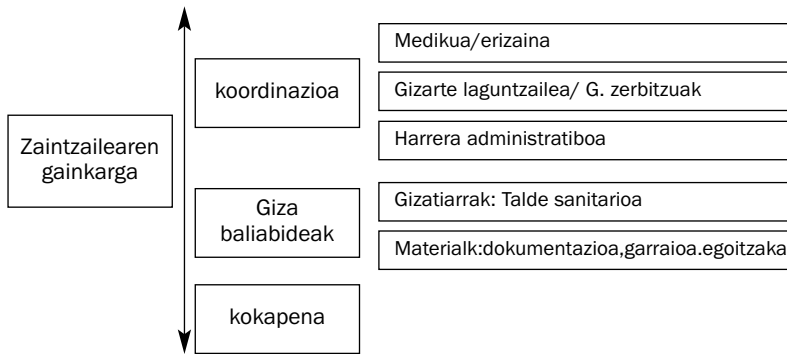 Zaintzailearen
gainkarga
koordinazioa
Medikua/erizaina
Gizarte laguntzailea/ G. zerbitzuak
Harrera administratiboa
Giza
baliabideak
Gizatiarrak: Talde sanitarioa
Materialk:dokumentazioa,garraioa.egoitzaka
kokapena